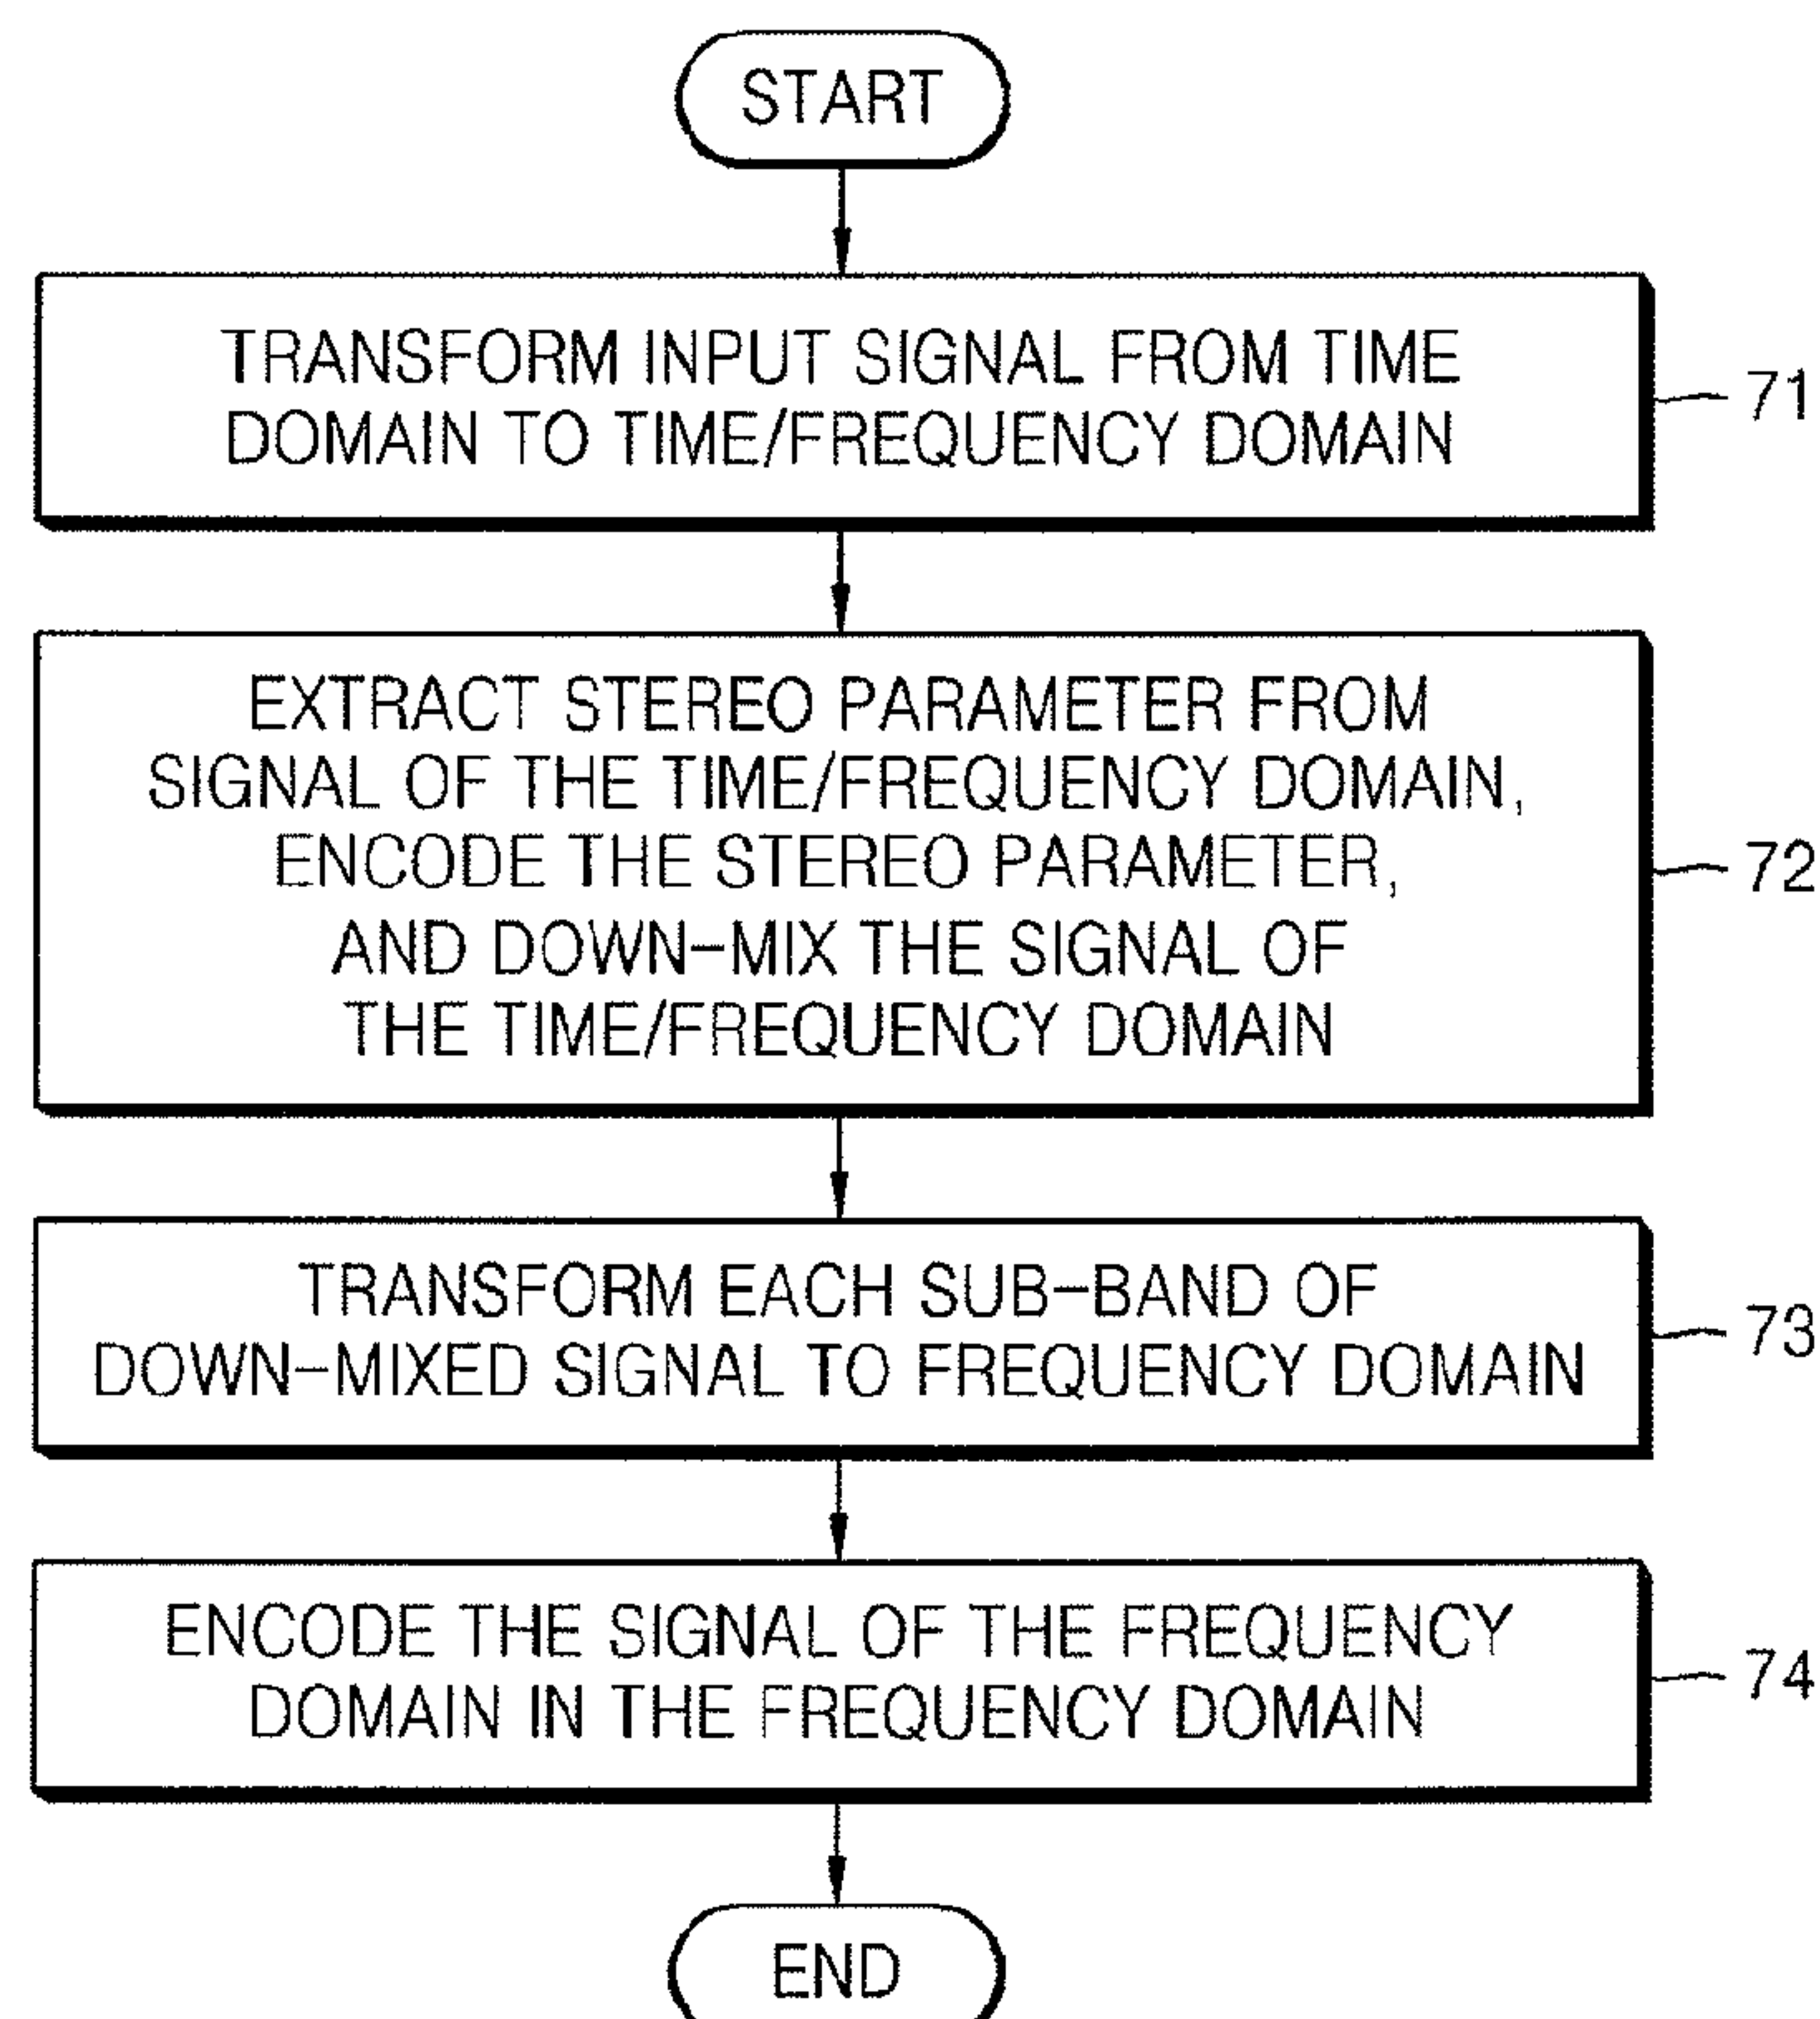 START
TRANSFORM INPUT SIGNAL FROM TIME
DOMAIN TO TIME/FREQUENCY DOMAIN
71
EXTRACT STEREO PARAMETER FROM
SIGNAL OF THE TIME/FREQUENCY DOMAIN,
ENCODE THE STEREO PARAMETER,
AND DOWN-MIX THE SIGNAL OF
THE TIME/FREQUENCY DOMAIN
72
TRANSFORM EACH SUB-BAND OF
DOWN-MIXED SIGNAL TO FREQUENCY DOMAIN
73
ENCODE THE SIGNAL OF THE FREQUENCY
DOMAIN IN THE FREQUENCY DOMAIN
74
END